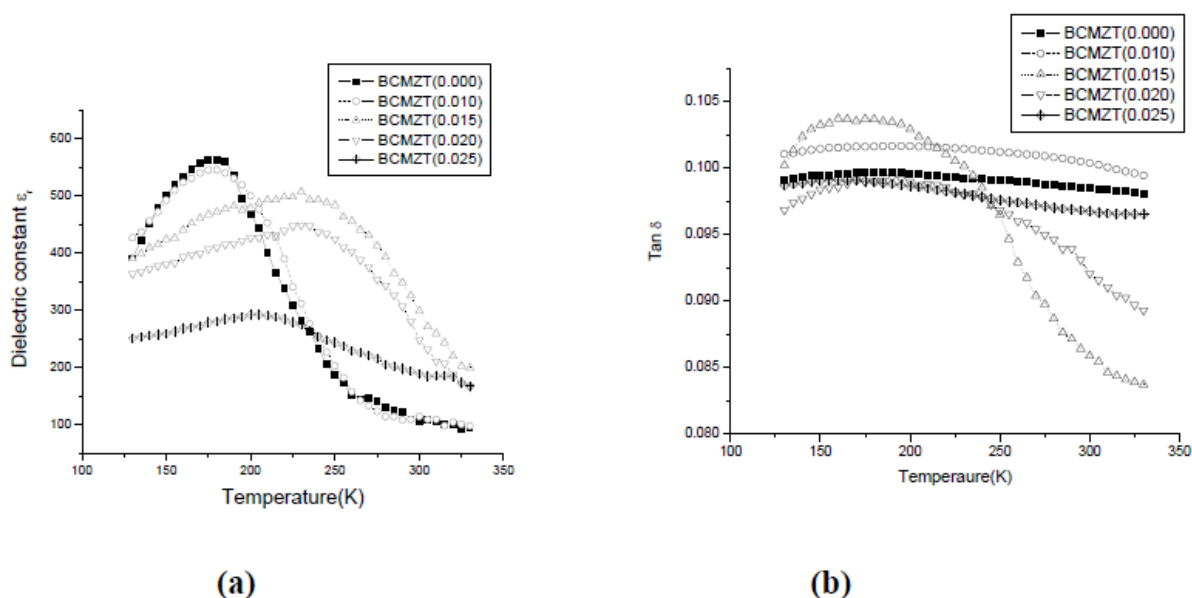 BCMZT(0.000)
BCMZT(0.010)
BCMZT(0.015)
BCMZT(0.020)
BCMZT(0.025)
600
500
400
300
200
100
100
150
200
250
300
350
Dielectric constant εr
Temperature(K)
(a)
BCMZT(0.000)
BCMZT(0.010)
BCMZT(0.015)
BCMZT(0.020)
BCMZT(0.025)
0.105
0.100
0.095
0.090
0.085
0.080
100
150
200
250
300
350
Tan δ
Temperaure(K)
(b)